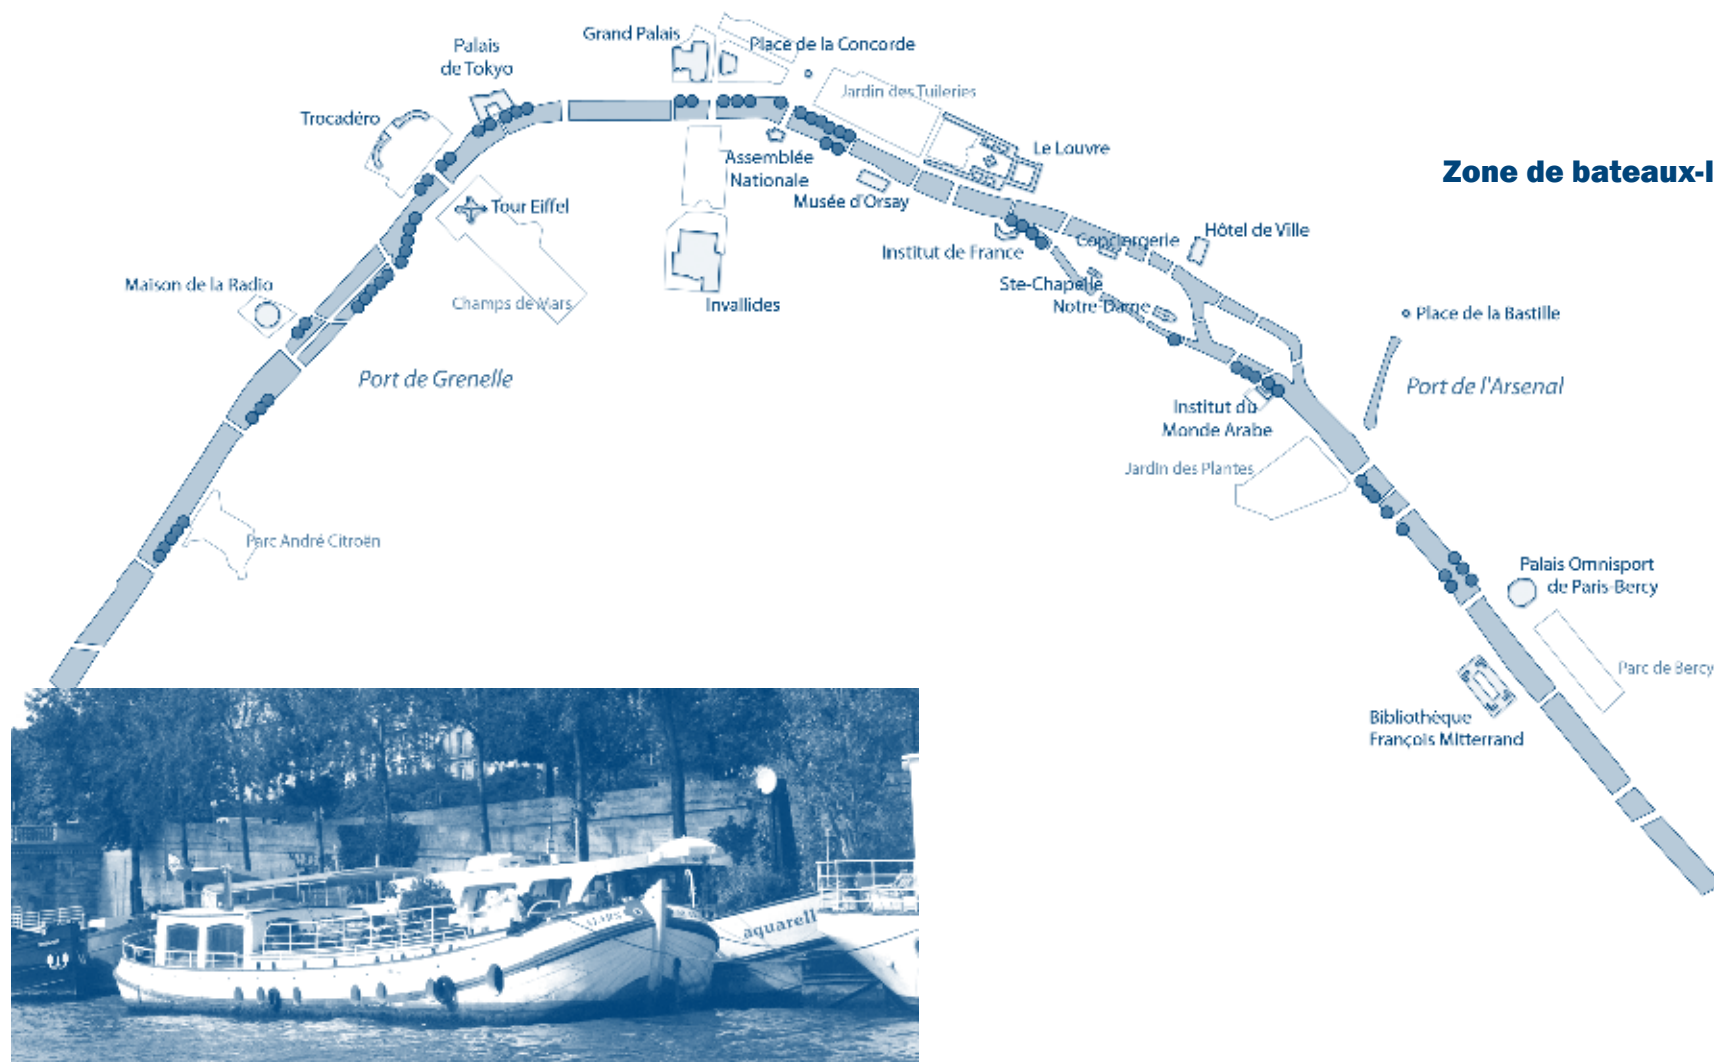 Grand Palais
Place de la Concorde
Palais
de Tokyo
Jardin des Tuileries
Trocadéro
Le Louvre
Assemblée
Nationale
Zone de bateaux-l
Musée d'Orsay
Tour Eiffel
Hôtel de Ville
Conciergerie
Institut de France
Maison de la Radio
Ste-Chapelle
Champs de Mars
Invallides
Notre-Dame
Place de la Bastille
Port de Grenelle
Port de l'Arsenal
Institut du
Monde Arabe
Jardin des Plantes
Parc André Citroën
Palais Omnisport
de Paris-Bercy
Parc de Bercy
Bibliothèque
François Mitterrand
aquarell